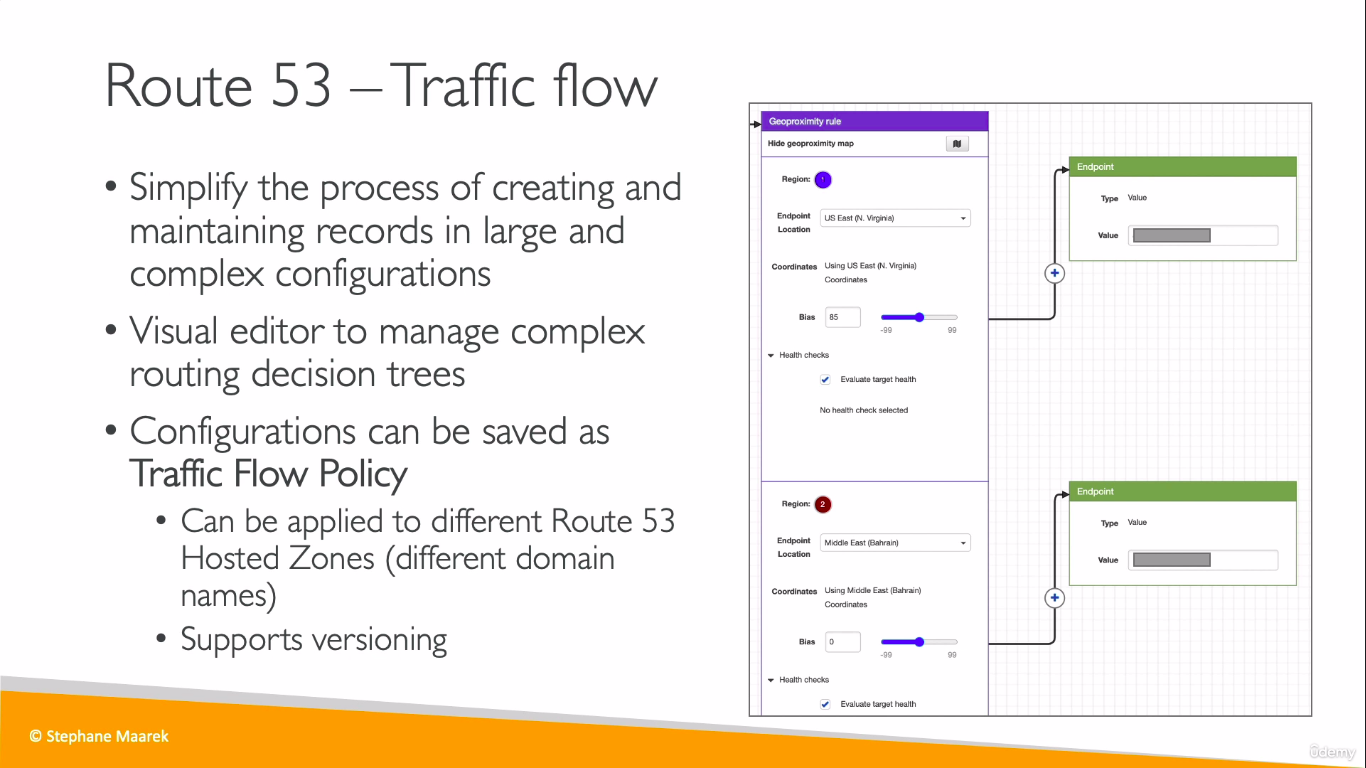 Route 53 – Traffic flow
• Simplify the process of creating and
maintaining records in large and
complex configurations
• Visual editor to manage complex
routing decision trees
• Configurations can be saved as
Traffic Flow Policy
• Can be applied to different Route 53
Hosted Zones (different domain
names)
• Supports versioning
Geoproximity rule
Hide geoproximity map
Region:
Endpoint
Location
US East (N. Virginia)
Coordinates
Using US East (N. Virginia)
Coordinates
Bias
85
-99
99
Health checks
Evaluate target health
No health check selected
Endpoint
Type
Value
Value
Region:
2
Endpoint
Location
Middle East (Bahrain)
Coordinates
Using Middle East (Bahrain)
Coordinates
Bias
0
-99
99
Health checks
Evaluate target health
Endpoint
Type
Value
Value
© Stephane Maarek
ûdemy